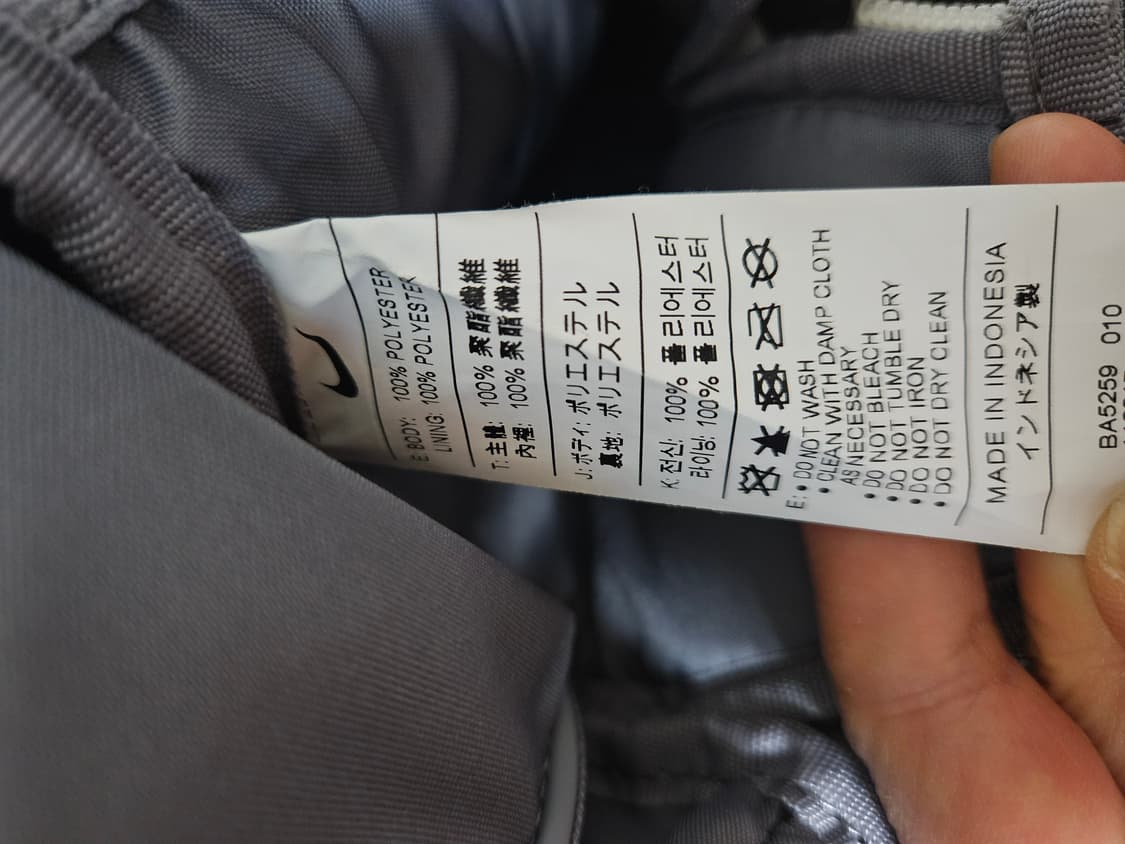 E: BODY: 100% POLYESTER
LINING: 100% POLYESTER
T: 主體: 100% 聚酯纖維
內裡: 100% 聚酯纖維
J: ボディ: ポリエステル
裏地: ポリエステル
K: 전신: 100% 폴리에스터
라이닝: 100% 폴리에스터
E: • DO NOT WASH
• CLEAN WITH DAMP CLOTH
AS NECESSARY
• DO NOT BLEACH
• DO NOT TUMBLE DRY
• DO NOT IRON
• DO NOT DRY CLEAN
MADE IN INDONESIA
インドネシア製
BA5259 010